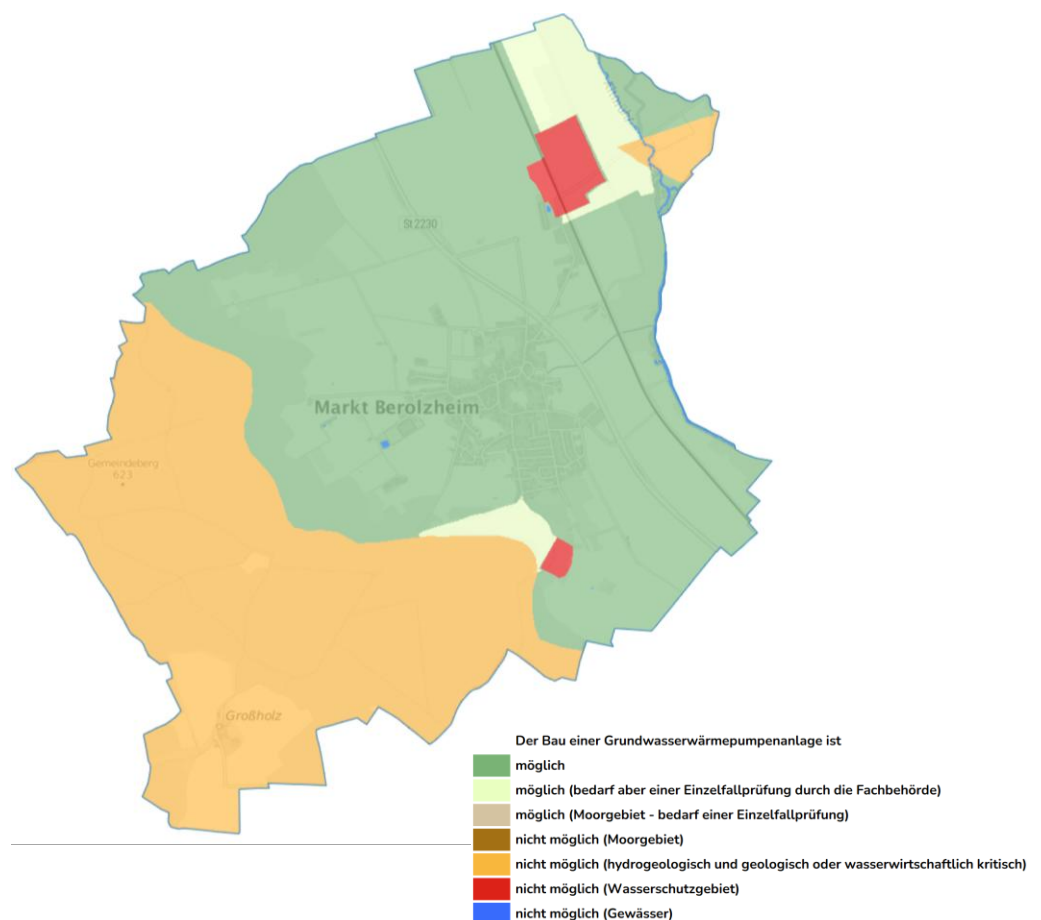 St2230
Markt Berolzheim
Gemeindeberg
623
Großholz
Der Bau einer Grundwasserwärmepumpenanlage ist
möglich
möglich (bedarf aber einer Einzelfallprüfung durch die Fachbehörde)
möglich (Moorgebiet - bedarf einer Einzelfallprüfung)
nicht möglich (Moorgebiet)
nicht möglich (hydrogeologisch und geologisch oder wasserwirtschaftlich kritisch)
nicht möglich (Wasserschutzgebiet)
nicht möglich (Gewässer)